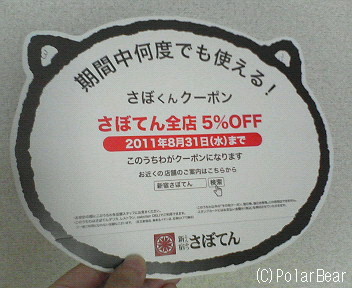 期間中何度でも使える！
さぼくんクーポン
さぼてん全店 5%OFF
2011年8月31日(水)まで
このうちわがクーポンになります
お近くの店舗のご案内はこちらから
新宿さぼてん 検索
新宿 さぼてん
(C)PolarBear